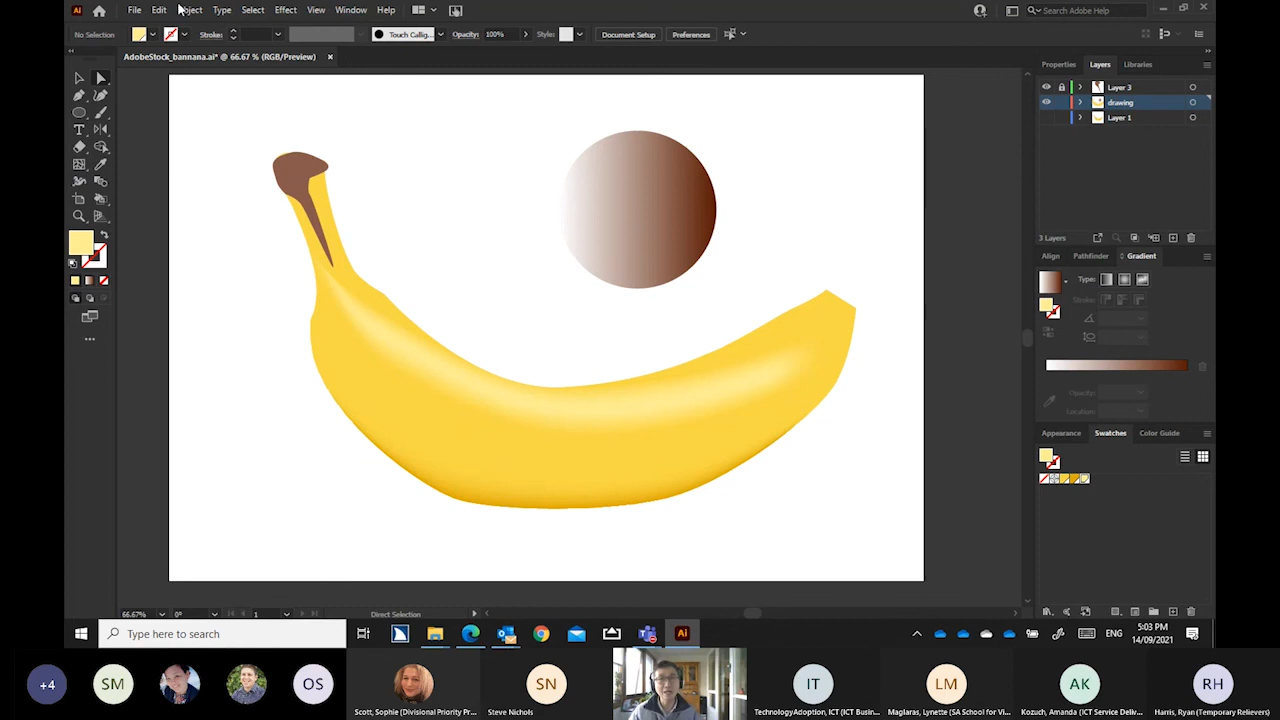 Ai File Edit Object Type Select Effect View Window Help Search Adobe Help
No Selection Stroke: Touch Callig... Opacity: 100% Style: Document Setup Preferences
AdobeStock_bannana.ai* @ 66.67 % (RGB/Preview) ×
Properties Layers Libraries
Layer 3
drawing
Layer 1
3 Layers
Align Pathfinder Gradient
Type:
Stroke:
Opacity:
Location:
Appearance Swatches Color Guide
66.67% 0° 1 Direct Selection
Type here to search Ai ENG 5:03 PM
14/09/2021
+4 SM OS SN IT LM AK RH
Scott, Sophie (Divisional Priority Pr... Steve Nichols TechnologyAdoption, ICT (ICT Busin... Maglaras, Lynette (SA School for Vi... Kozuch, Amanda (ICT Service Deliv... Harris, Ryan (Temporary Relievers)